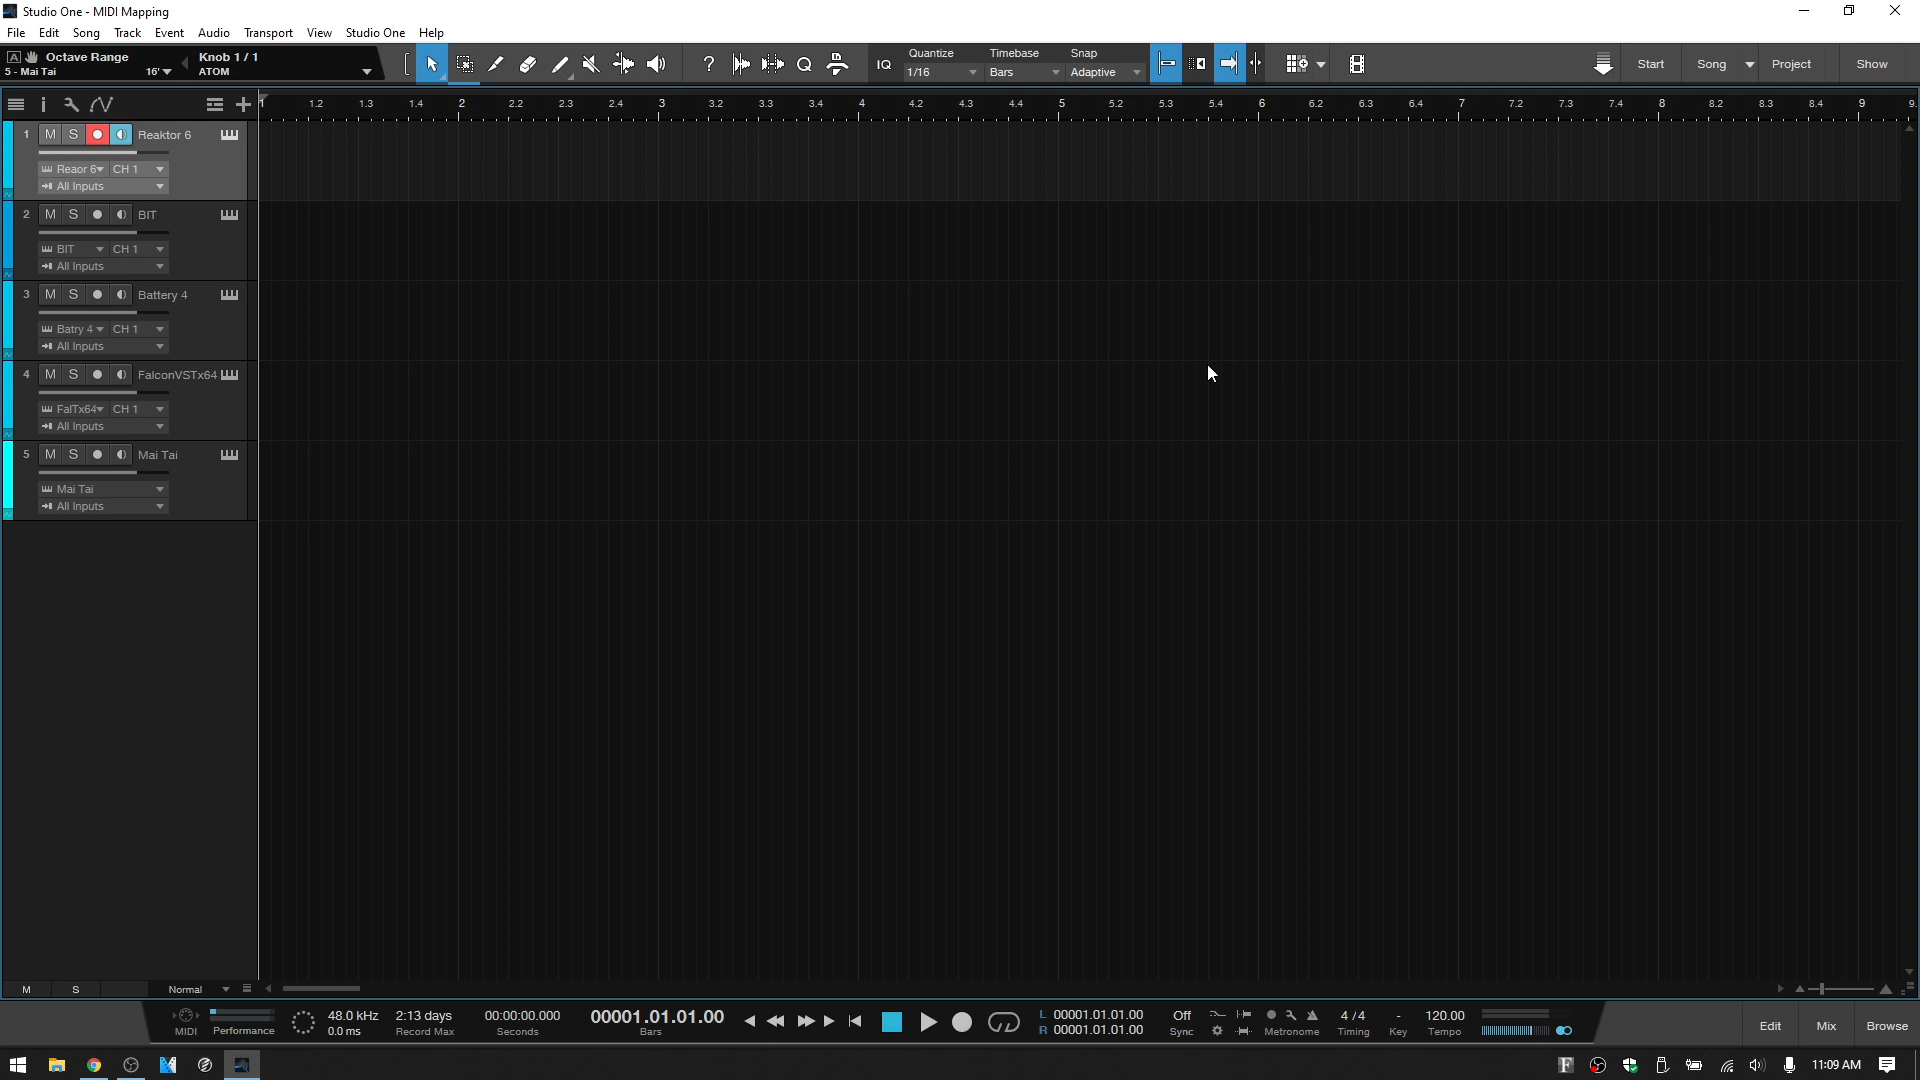 Studio One - MIDI Mapping
File Edit Song Track Event Audio Transport View Studio One Help
A Octave Range Knob 1 / 1
5 - Mai Tai 16' ATOM
IQ Quantize Timebase Snap
1/16 Bars Adaptive
? Q
Start Song Project Show
1 1.2 1.3 1.4 2 2.2 2.3 2.4 3 3.2 3.3 3.4 4 4.2 4.3 4.4 5 5.2 5.3 5.4 6 6.2 6.3 6.4 7 7.2 7.3 7.4 8 8.2 8.3 8.4 9 9.
1 M S Reaktor 6
Reaor 6 CH 1
All Inputs
2 M S BIT
BIT CH 1
All Inputs
3 M S Battery 4
Batry 4 CH 1
All Inputs
4 M S FalconVSTx64
FalTx64 CH 1
All Inputs
5 M S Mai Tai
Mai Tai
All Inputs
M S Normal
MIDI Performance
48.0 kHz 2:13 days 00:00:00.000 00001.01.01.00
0.0 ms Record Max Seconds Bars
L 00001.01.01.00
R 00001.01.01.00
Off 4 / 4 - 120.00
Sync Metronome Timing Key Tempo
Edit Mix Browse
11:09 AM